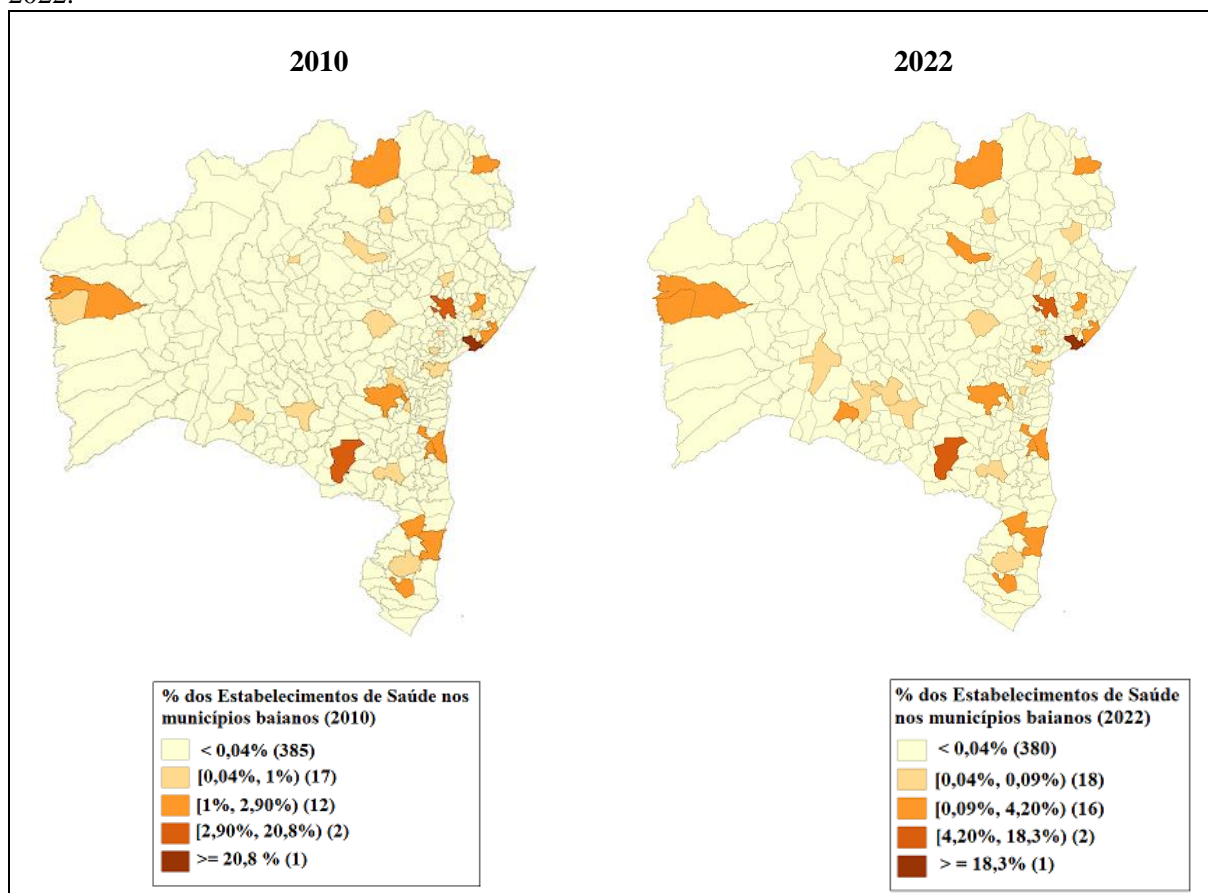 2022.
2010
2022
% dos Estabelecimentos de Saúde nos
municípios baianos (2010)
< 0,04% (385)
[0,04%, 1%) (17)
[1%, 2,90%) (12)
[2,90%, 20,8%) (2)
>= 20,8 % (1)
% dos Estabelecimentos de Saúde
nos municípios baianos (2022)
< 0,04% (380)
[0,04%, 0,09%) (18)
[0,09%, 4,20%) (16)
[4,20%, 18,3%) (2)
> = 18,3% (1)